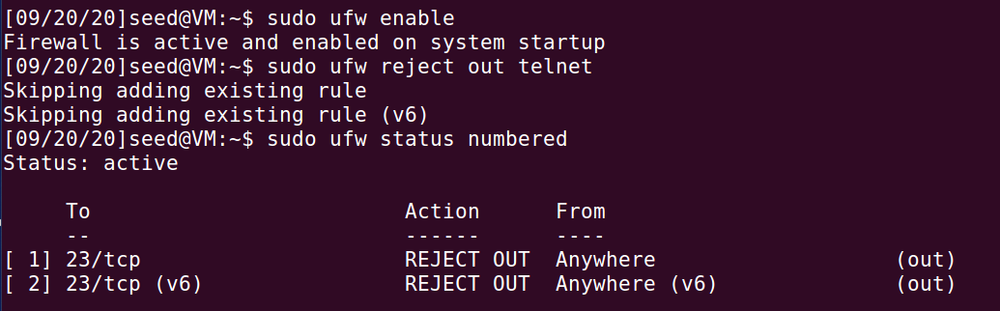 [09/20/20]seed@VM:~$ sudo ufw enable
Firewall is active and enabled on system startup
[09/20/20]seed@VM:~$ sudo ufw reject out telnet
Skipping adding existing rule
Skipping adding existing rule (v6)
[09/20/20]seed@VM:~$ sudo ufw status numbered
Status: active
To Action From
-- ------ ----
[ 1] 23/tcp REJECT OUT Anywhere (out)
[ 2] 23/tcp (v6) REJECT OUT Anywhere (v6) (out)